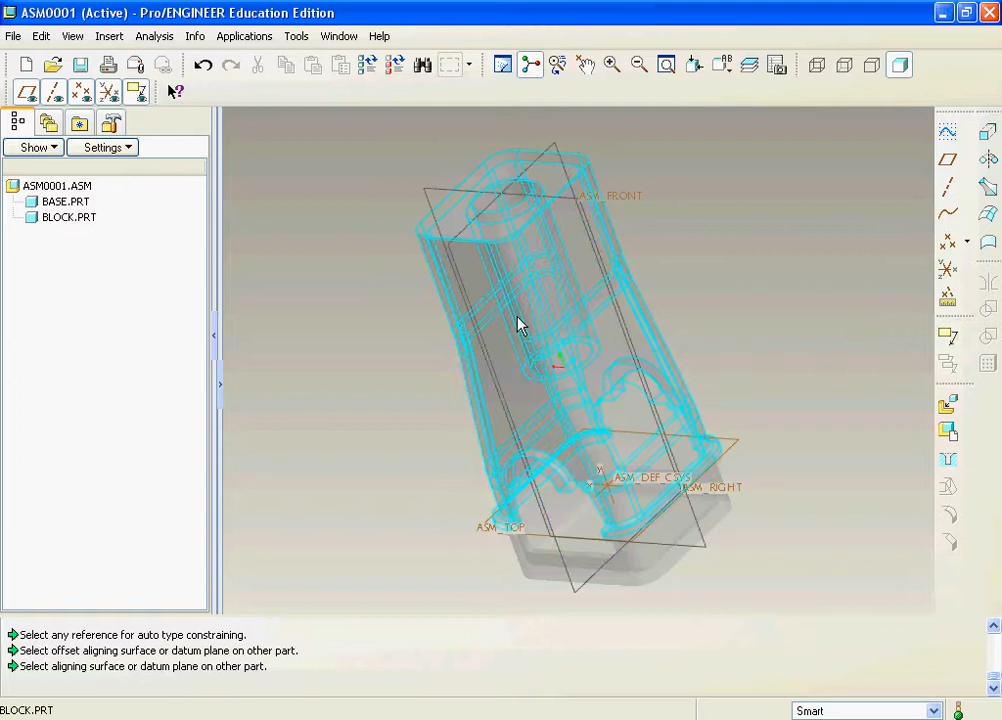 ASM0001 (Active) - Pro/ENGINEER Education Edition
File Edit View Insert Analysis Info Applications Tools Window Help
Show Settings
ASM0001.ASM
BASE.PRT
BLOCK.PRT
ASM_FRONT
ASM_DEF_CSYS
ASM_RIGHT
ASM_TOP
Select any reference for auto type constraining.
Select offset aligning surface or datum plane on other part.
Select aligning surface or datum plane on other part.
BLOCK.PRT
Smart